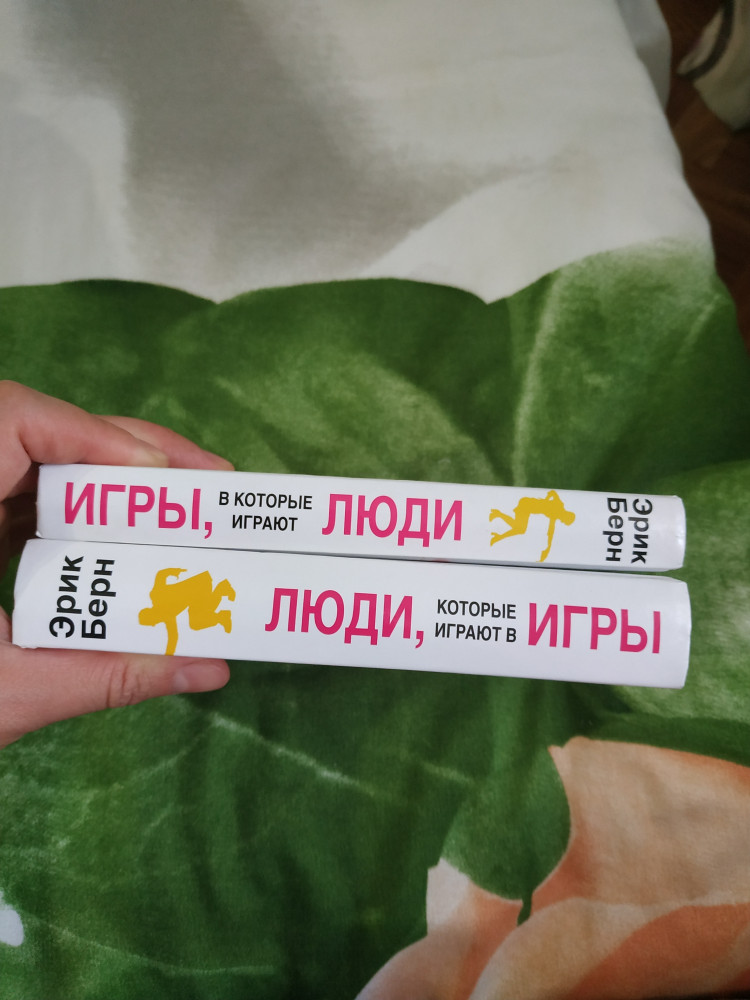 ИГРЫ,
В КОТОРЫЕ
ИГРАЮТ
ЛЮДИ
Эрик
Берн
Эрик
Берн
ЛЮДИ,
КОТОРЫЕ
ИГРАЮТ В
ИГРЫ